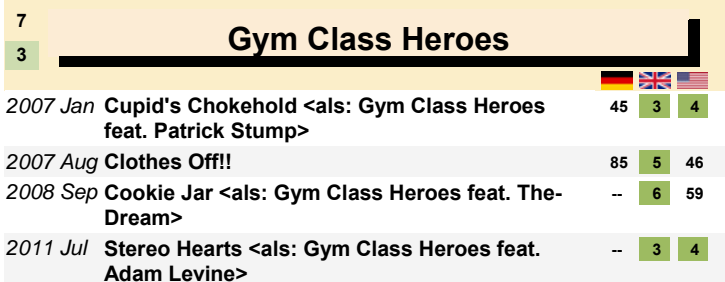 7
3
Gym Class Heroes
2007 Jan Cupid's Chokehold <als: Gym Class Heroes 45 3 4
feat. Patrick Stump>
2007 Aug Clothes Off!! 85 5 46
2008 Sep Cookie Jar <als: Gym Class Heroes feat. The- -- 6 59
Dream>
2011 Jul Stereo Hearts <als: Gym Class Heroes feat. -- 3 4
Adam Levine>